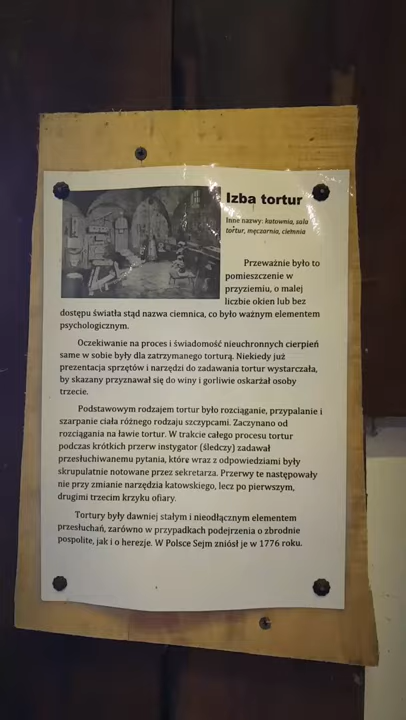 Izba tortur
Inne nazwy: katownia, sala
tortur, męczarnia, ciemnia
Przeważnie było to
pomieszczenie w
przyziemiu, o małej
liczbie okien lub bez
dostępu światła stąd nazwa ciemnica, co było ważnym elementem
psychologicznym.
Oczekiwanie na proces i świadomość nieuchronnych cierpień
same w sobie były dla zatrzymanego torturą. Niekiedy już
prezentacja sprzętów i narzędzi do zadawania tortur wystarczała,
by skazany przyznawał się do winy i gorliwie oskarżał osoby
trzecie.
Podstawowym rodzajem tortur było rozciąganie, przypalanie i
szarpanie ciała różnego rodzaju szczypcami. Zaczynano od
rozciągania na ławie tortur. W trakcie całego procesu tortur
podczas krótkich przerw instygator (śledczy) zadawał
przesłuchiwanemu pytania, które wraz z odpowiedziami były
skrupulatnie notowane przez sekretarza. Przerwy te następowały
nie przy zmianie narzędzia katowskiego, lecz po pierwszym,
drugim i trzecim krzyku ofiary.
Tortury były dawniej stałym i nieodłącznym elementem
przesłuchań, zarówno w przypadkach podejrzenia o zbrodnie
pospolite, jak i o herezje. W Polsce Sejm zniósł je w 1776 roku.